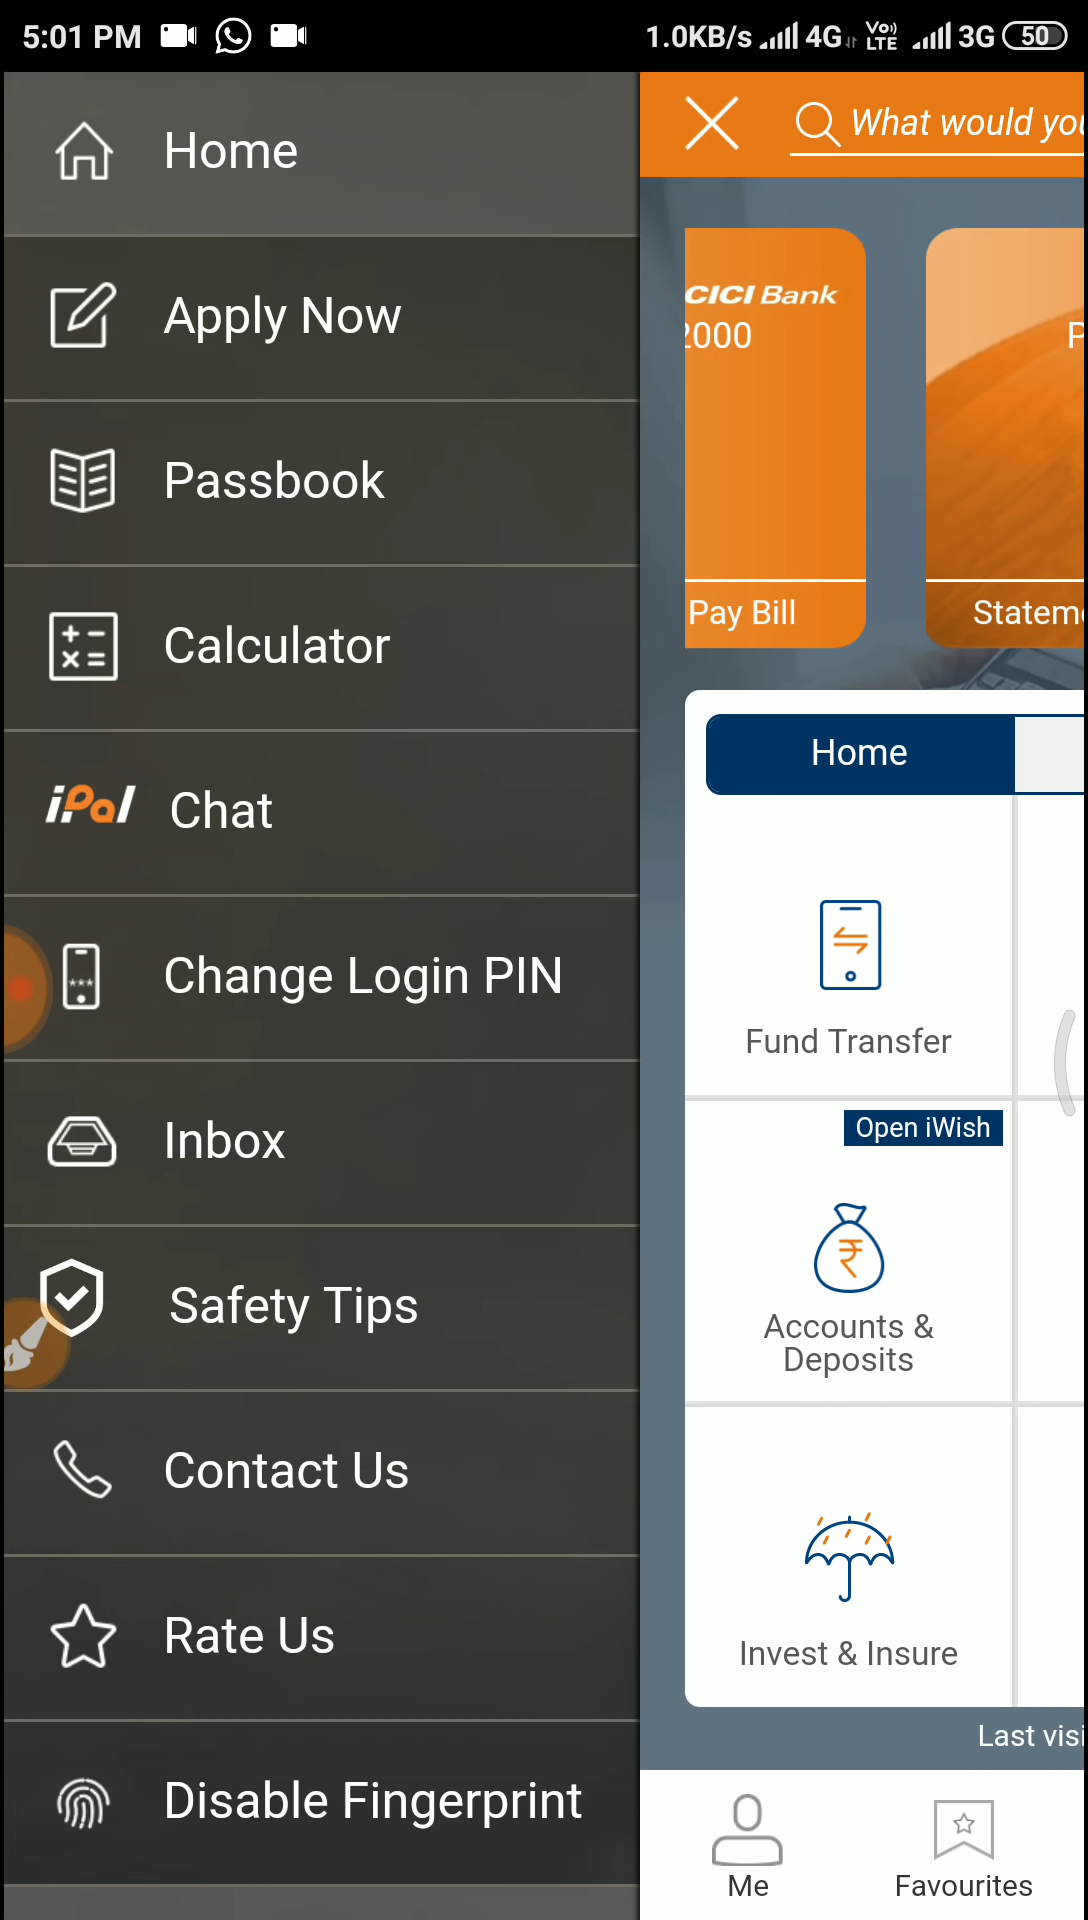 5:01 PM 1.0KB/s 4G VoLTE 3G 50
Home
Apply Now
Passbook
Calculator
iPal Chat
Change Login PIN
Inbox
Safety Tips
Contact Us
Rate Us
Disable Fingerprint
What would you
CICI Bank
2000
Pay Bill
P
Statem
Home
Fund Transfer
Open iWish
Accounts &
Deposits
Invest & Insure
Last visi
Me
Favourites